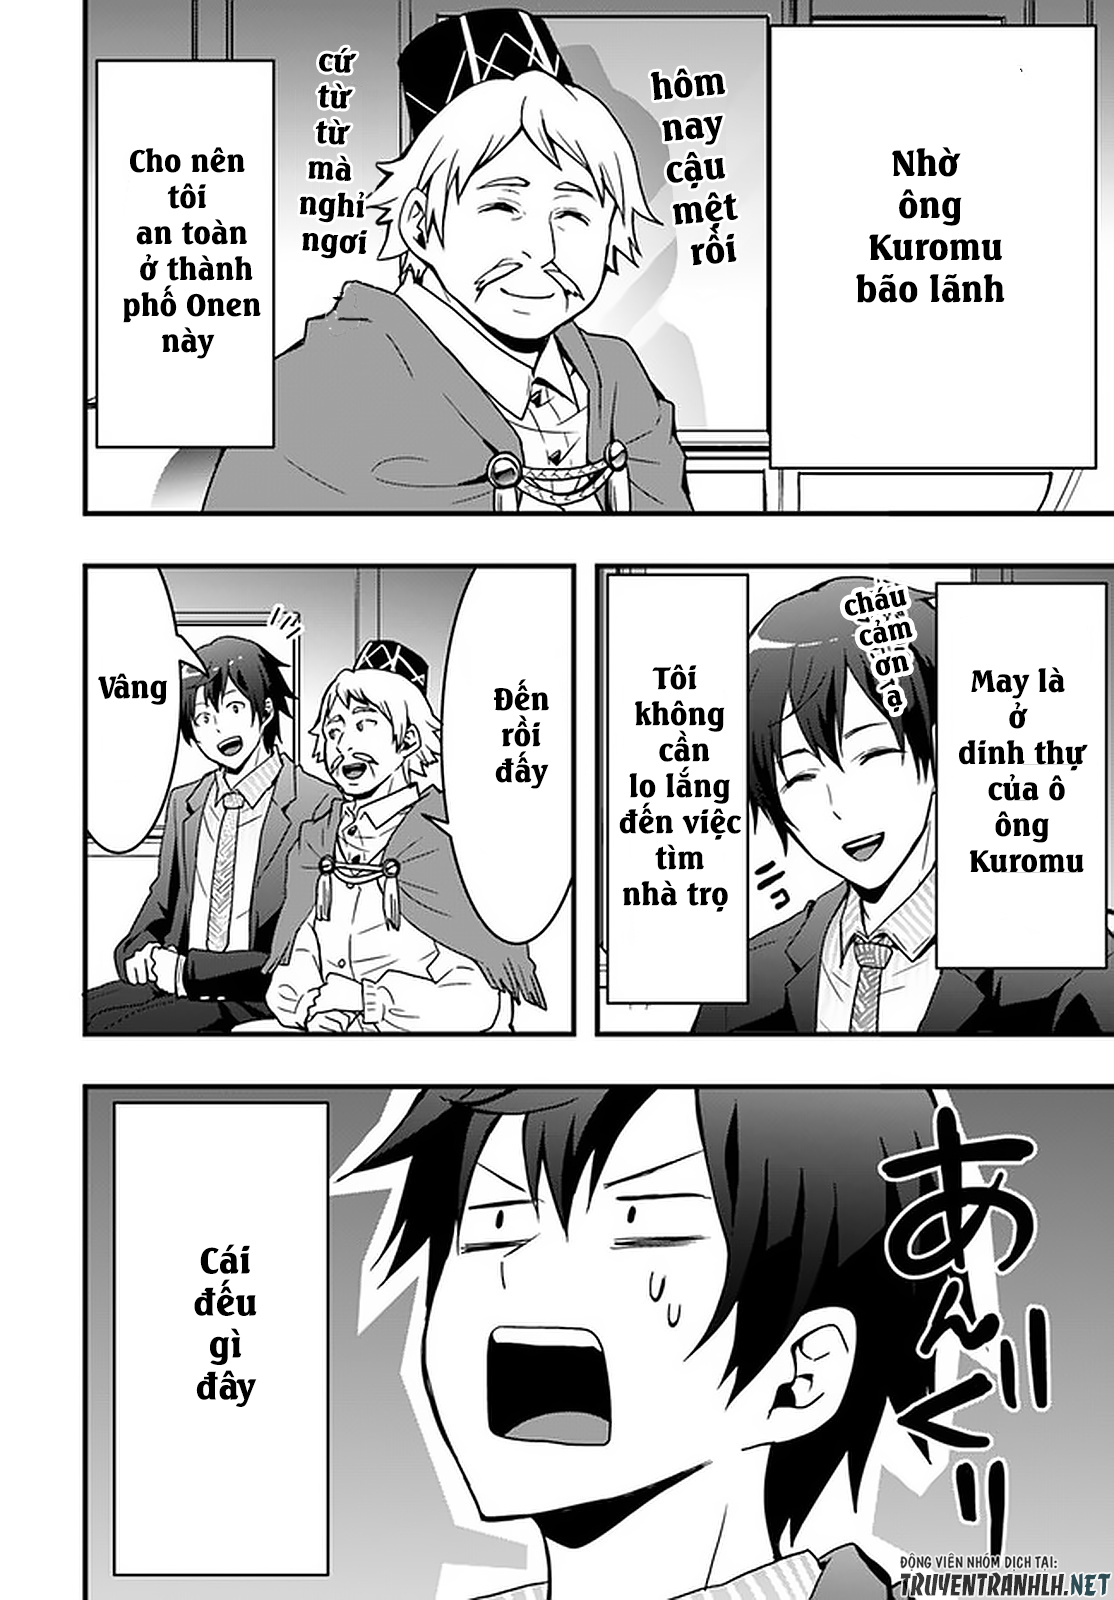 Nhờ
ông
Kuromu
bão lãnh
hôm
nay
cậu
mệt
rồi
cứ
từ
từ
mà
nghỉ
ngơi
Cho nên
tôi
an toàn
ở thành
phố Onen
này
May là
ở
dinh thự
của ô
ông
Kuromu
cháu
cảm
ơn
ạ
Tôi
không
cần
lo lắng
đến việc
tìm
nhà trọ
Đến
rồi
đấy
Vâng
あんぐり
Cái
đếu
gì
đây
ĐỘNG VIÊN NHÓM DỊCH TẠI:
TRUYENTRANHLH.NET